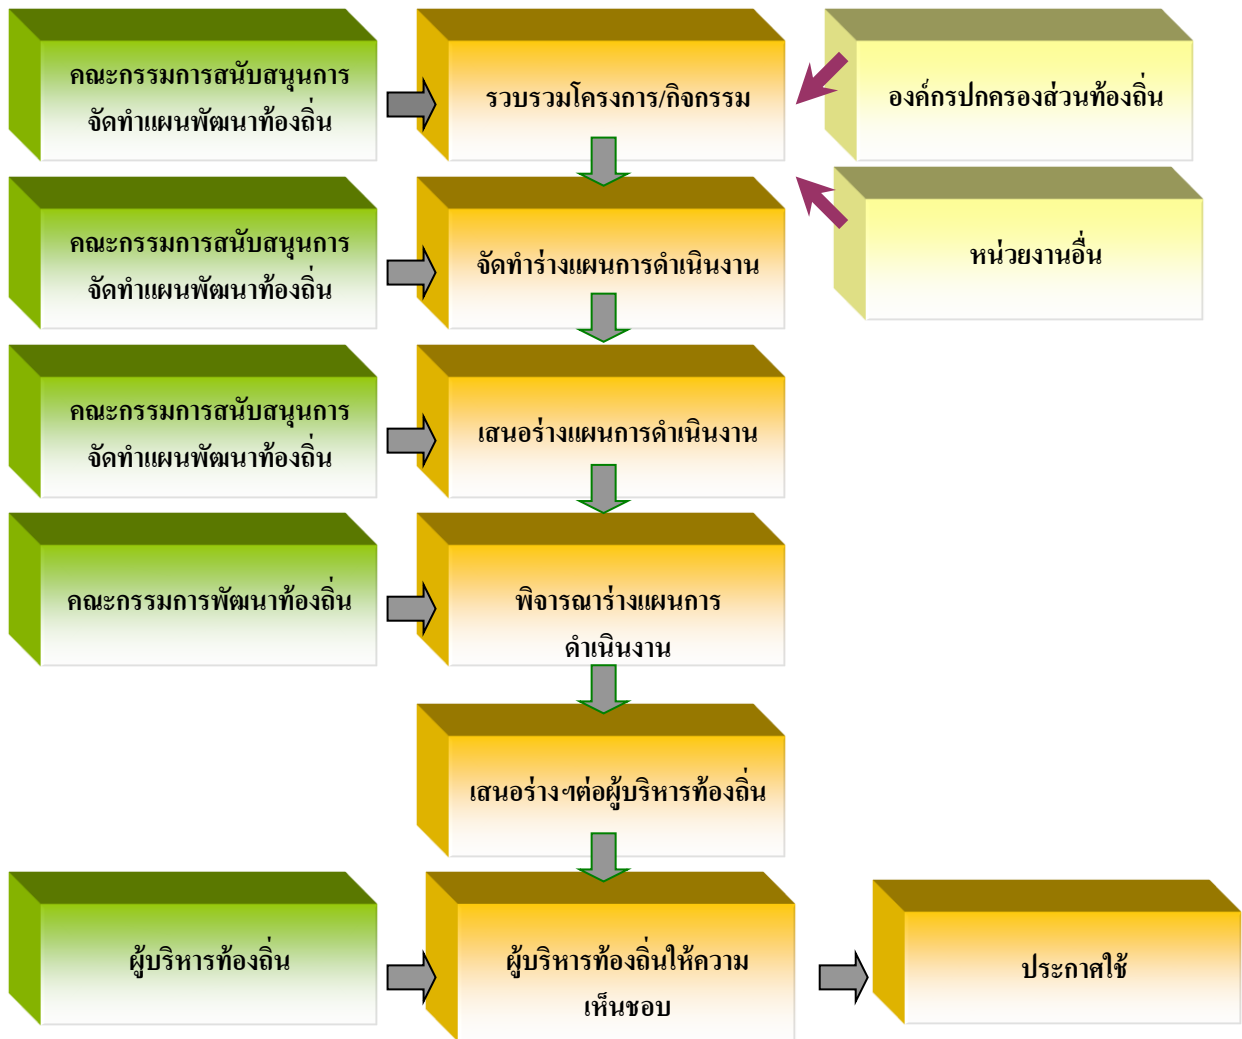 คณะกรรมการสนับสนุนการ
จัดทำแผนพัฒนาท้องถิ่น
รวบรวมโครงการ/กิจกรรม
องค์กรปกครองส่วนท้องถิ่น
คณะกรรมการสนับสนุนการ
จัดทำแผนพัฒนาท้องถิ่น
จัดทำร่างแผนการดำเนินงาน
หน่วยงานอื่น
คณะกรรมการสนับสนุนการ
จัดทำแผนพัฒนาท้องถิ่น
เสนอร่างแผนการดำเนินงาน
คณะกรรมการพัฒนาท้องถิ่น
พิจารณาร่างแผนการ
ดำเนินงาน
เสนอร่างฯต่อผู้บริหารท้องถิ่น
ผู้บริหารท้องถิ่น
ผู้บริหารท้องถิ่นให้ความ
เห็นชอบ
ประกาศใช้